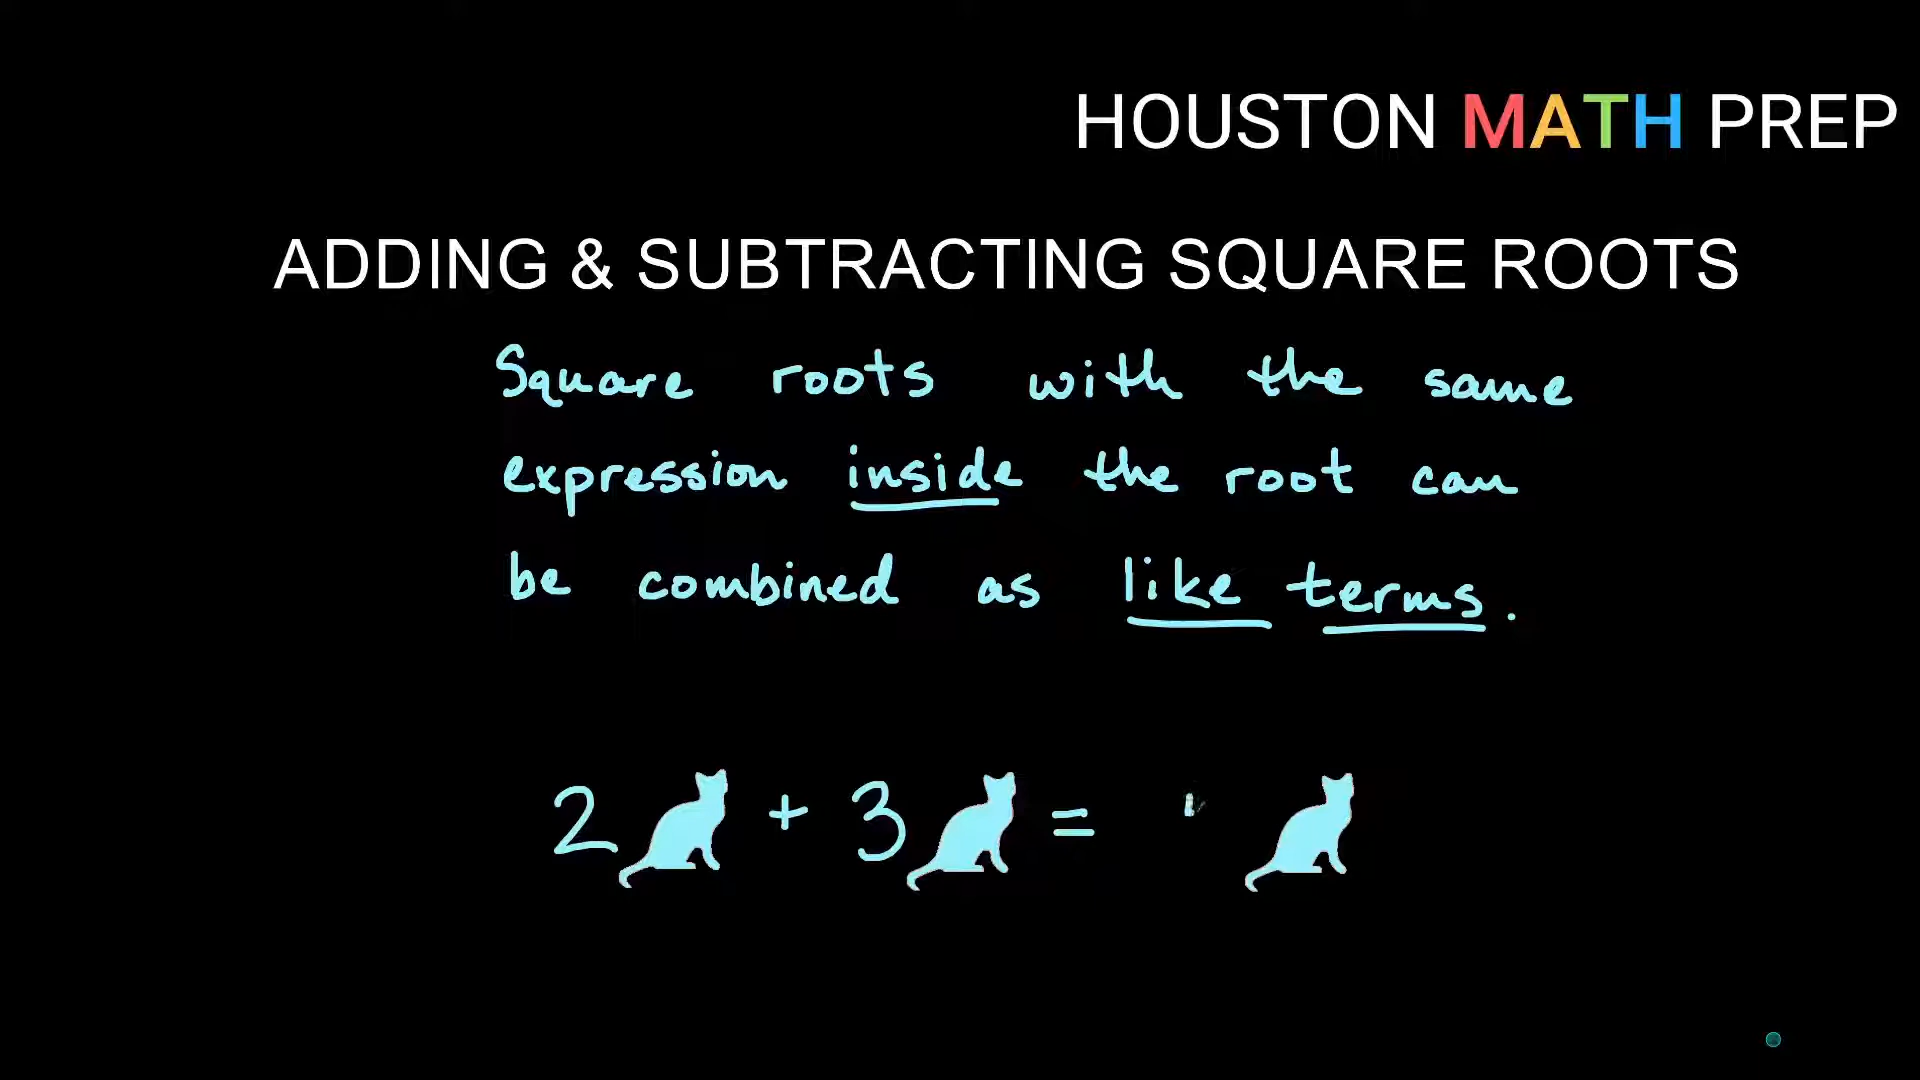 HOUSTON MATH PREP
ADDING & SUBTRACTING SQUARE ROOTS
Square roots with the same
expression inside the root can
be combined as like terms.
2 + 3 =